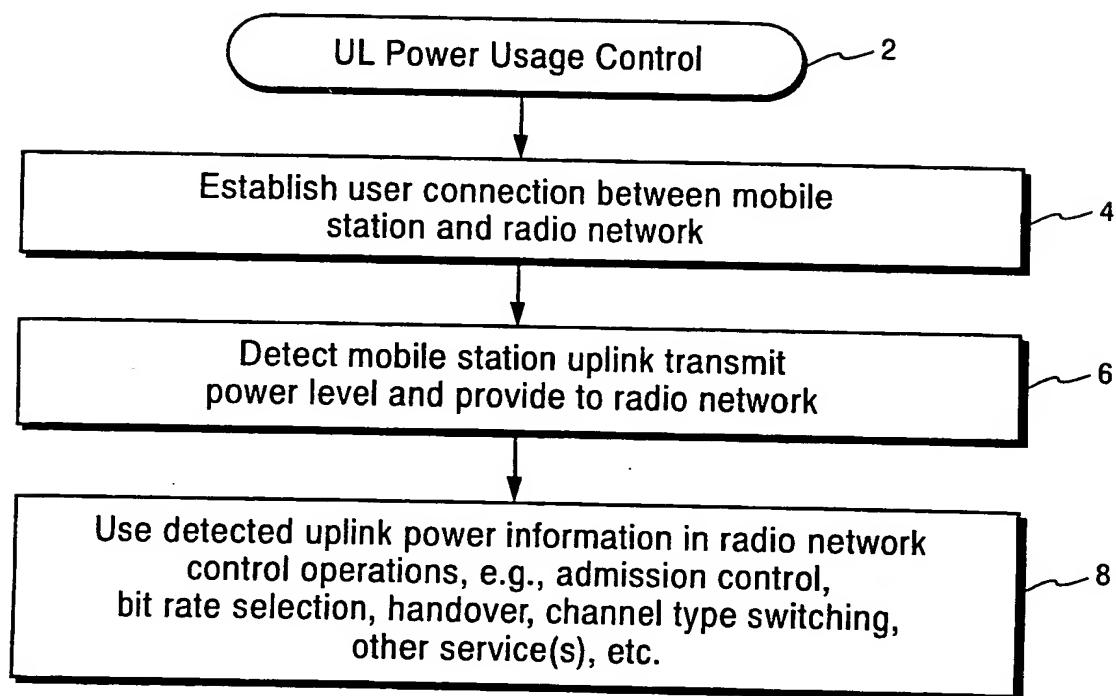 UL Power Usage Control
2
Establish user connection between mobile
station and radio network
4
Detect mobile station uplink transmit
power level and provide to radio network
6
Use detected uplink power information in radio network
control operations, e.g., admission control,
bit rate selection, handover, channel type switching,
other service(s), etc.
8